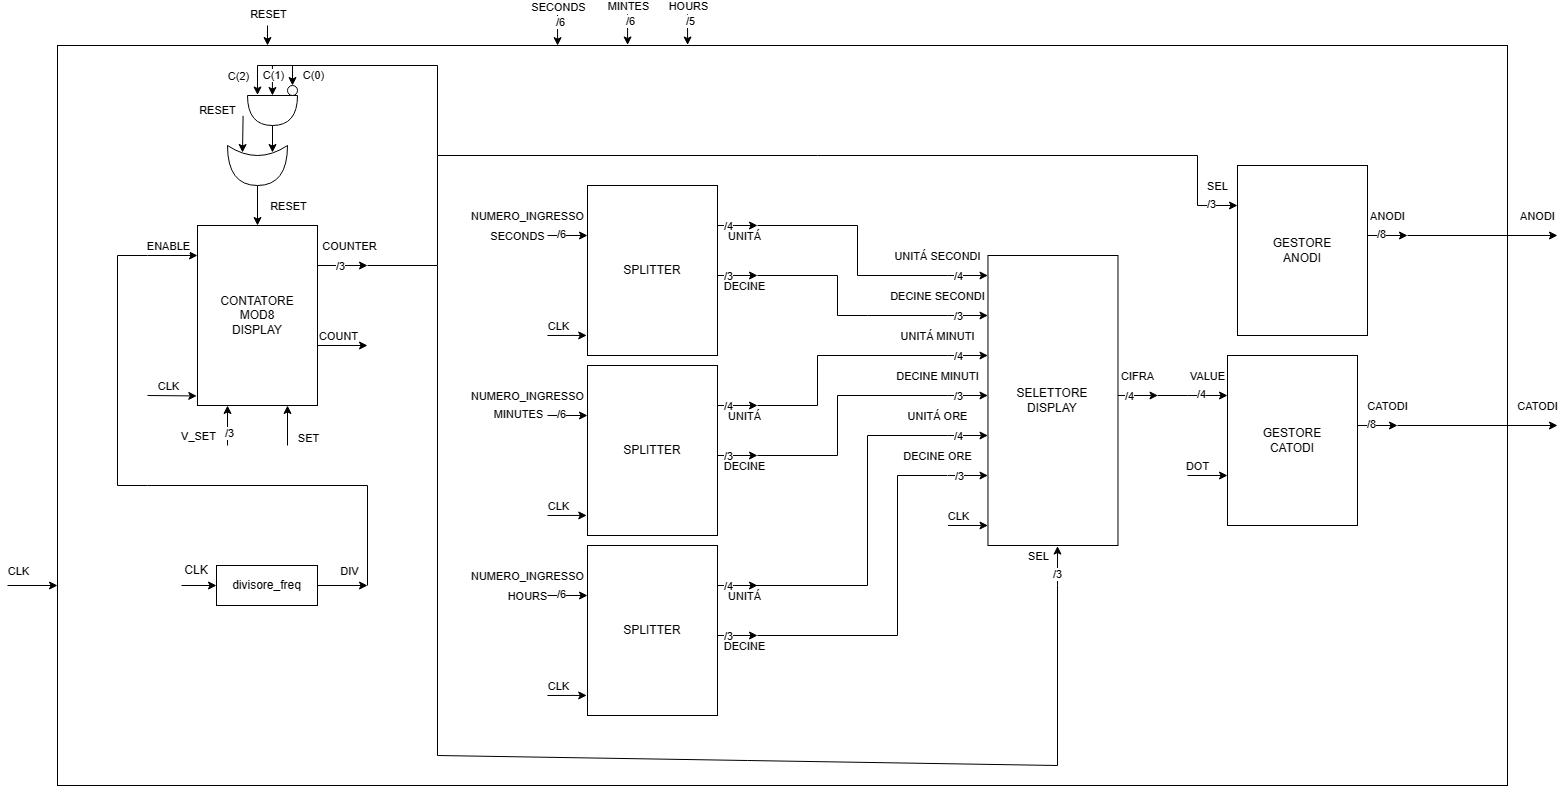 RESET
SECONDS
/6
MINTES
/6
HOURS
/5
C(2)
C(1)
C(0)
RESET
RESET
ENABLE
COUNTER
/3
CONTATORE
MOD8
DISPLAY
COUNT
CLK
V_SET
/3
SET
CLK
CLK
divisore_freq
DIV
NUMERO_INGRESSO
SECONDS
/6
CLK
SPLITTER
/4
UNITÁ
/3
DECINE
NUMERO_INGRESSO
MINUTES
/6
CLK
SPLITTER
/4
UNITÁ
/3
DECINE
NUMERO_INGRESSO
HOURS
/6
CLK
SPLITTER
/4
UNITÁ
/3
DECINE
UNITÁ SECONDI
/4
DECINE SECONDI
/3
UNITÁ MINUTI
/4
DECINE MINUTI
/3
UNITÁ ORE
/4
DECINE ORE
/3
CLK
SELETTORE
DISPLAY
SEL
/3
CIFRA
/4
SEL
/3
GESTORE
ANODI
ANODI
/8
ANODI
VALUE
/4
DOT
GESTORE
CATODI
CATODI
/8
CATODI